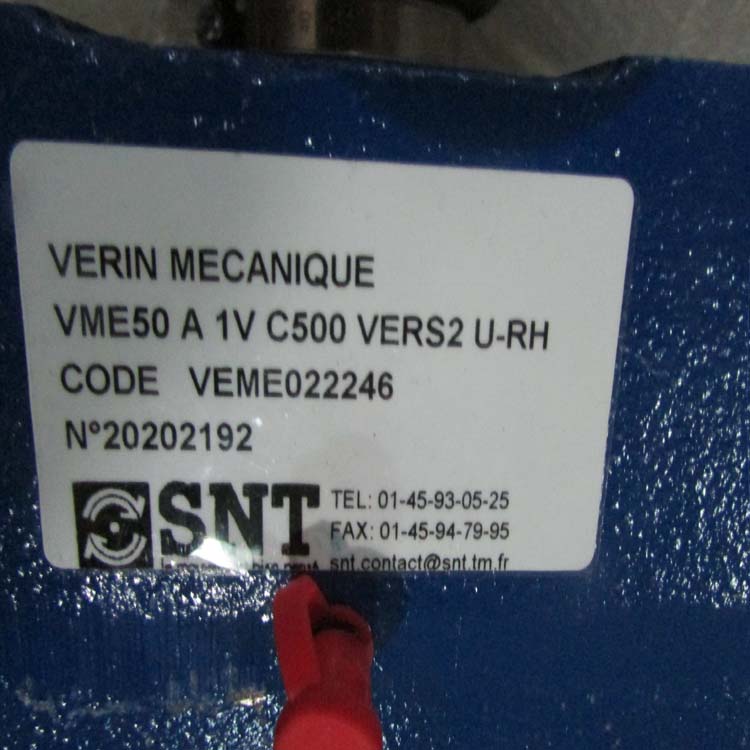 VERIN MECANIQUE
VME50 A 1V C500 VERS2 U-RH
CODE VEME022246
N°20202192
SNT
TEL: 01-45-93-05-25
FAX: 01-45-94-79-95
snt.contact@snt.tm.fr